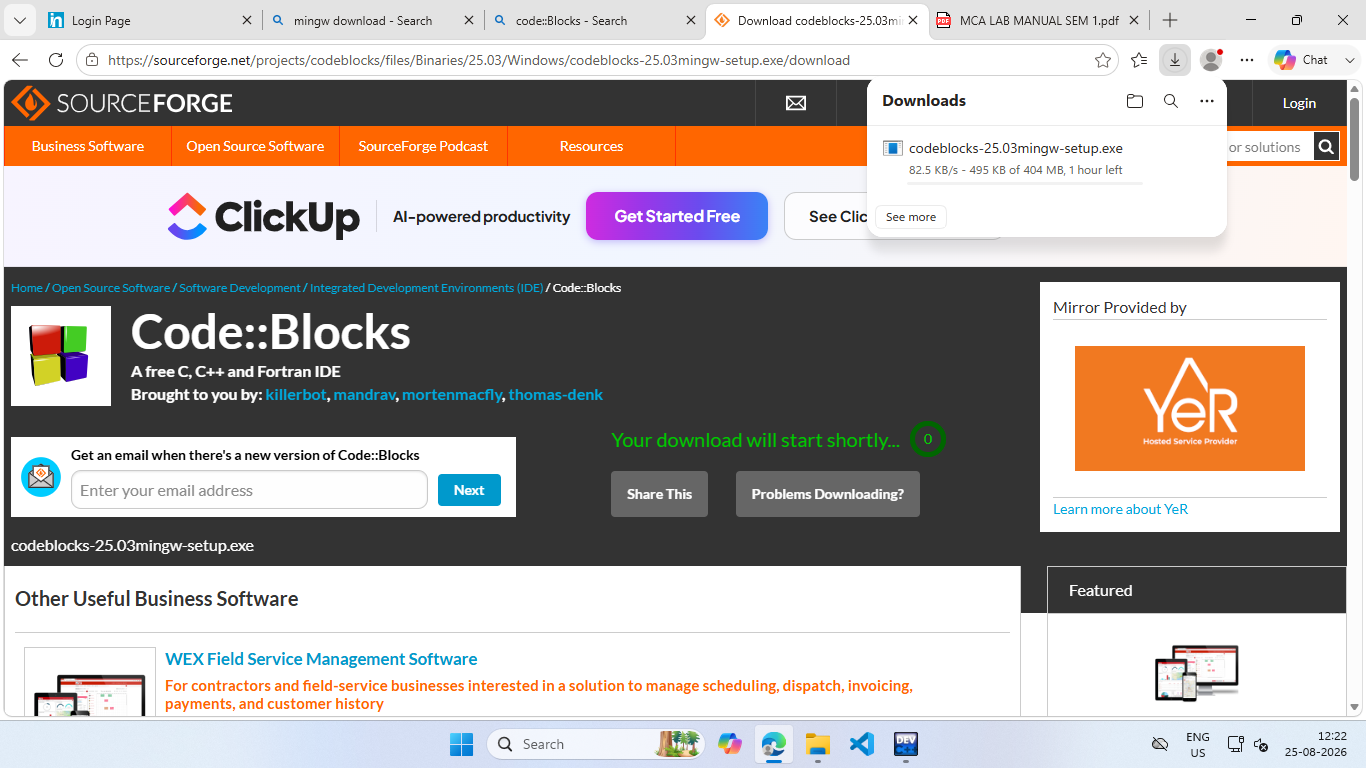 Login Page
mingw download - Search
code::Blocks - Search
Download codeblocks-25.03min
MCA LAB MANUAL SEM 1.pdf
https://sourceforge.net/projects/codeblocks/files/Binaries/25.03/Windows/codeblocks-25.03mingw-setup.exe/download
Chat
SOURCEFORGE
Login
Downloads
codeblocks-25.03mingw-setup.exe
82.5 KB/s - 495 KB of 404 MB, 1 hour left
See more
Business Software
Open Source Software
SourceForge Podcast
Resources
or solutions
ClickUp
AI-powered productivity
Get Started Free
See Clic
Home / Open Source Software / Software Development / Integrated Development Environments (IDE) / Code::Blocks
Code::Blocks
A free C, C++ and Fortran IDE
Brought to you by: killerbot, mandrav, mortenmacfly, thomas-denk
Mirror Provided by
YeR
Hosted Service Provider
Learn more about YeR
Get an email when there's a new version of Code::Blocks
Enter your email address
Next
Your download will start shortly... 0
Share This
Problems Downloading?
codeblocks-25.03mingw-setup.exe
Other Useful Business Software
Featured
WEX Field Service Management Software
For contractors and field-service businesses interested in a solution to manage scheduling, dispatch, invoicing,
payments, and customer history
Search
DEV
ENG
US
12:22
25-08-2026